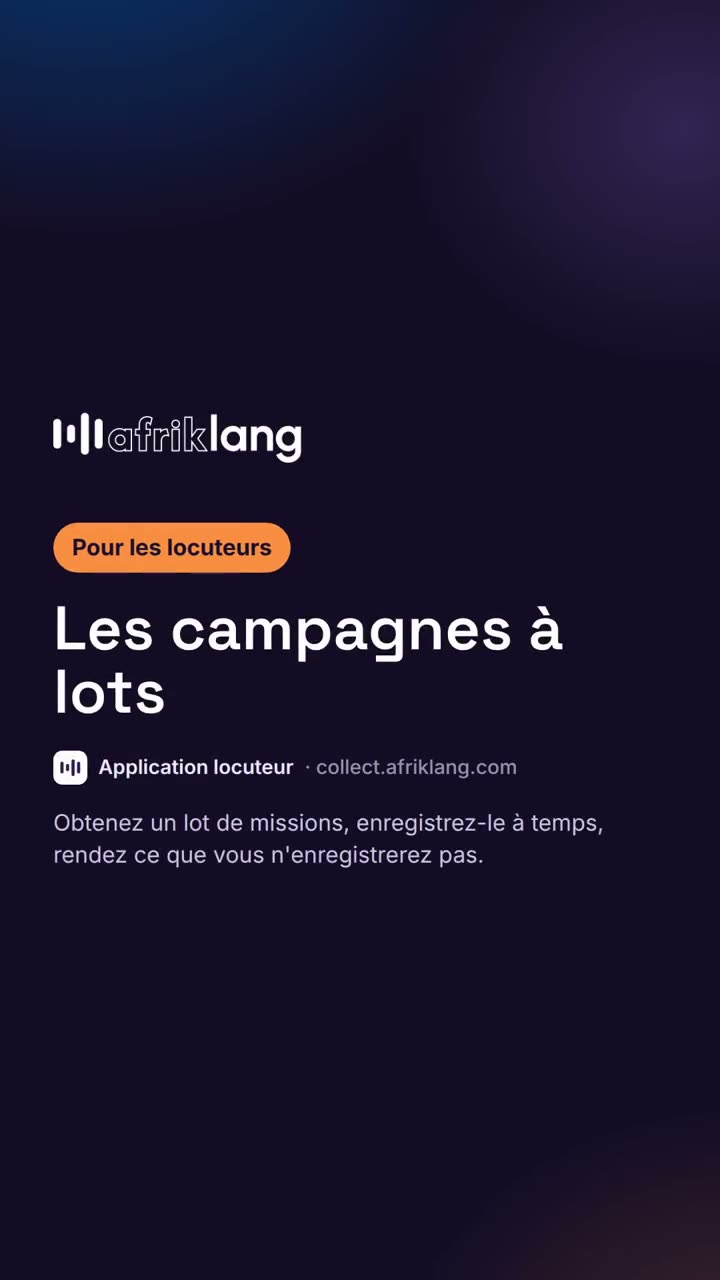 afriklang
Pour les locuteurs
Les campagnes à
lots
Application locuteur · collect.afriklang.com
Obtenez un lot de missions, enregistrez-le à temps,
rendez ce que vous n'enregistrerez pas.